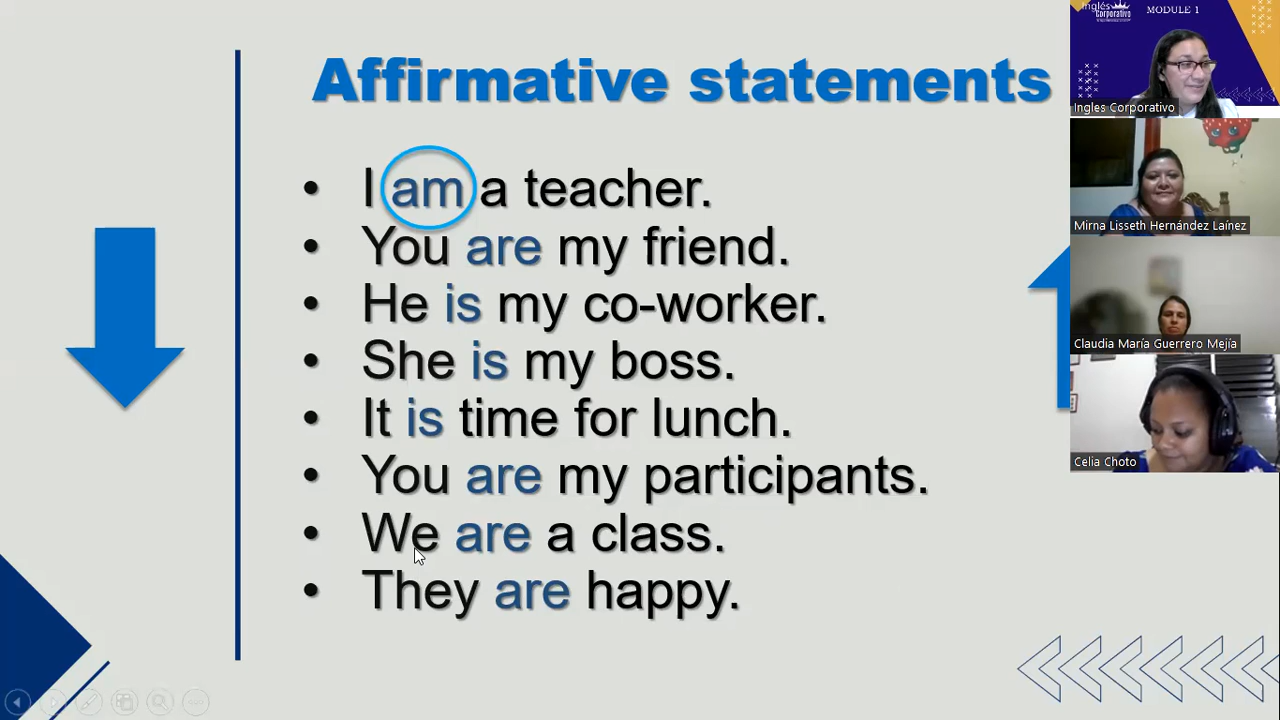 Affirmative statements
• I am a teacher.
• You are my friend.
• He is my co-worker.
• She is my boss.
• It is time for lunch.
• You are my participants.
• We are a class.
• They are happy.
Inglés
Corporativo
MODULE 1
Ingles Corporativo
Mirna Lisseth Hernández Laínez
Claudia María Guerrero Mejía
Celia Choto